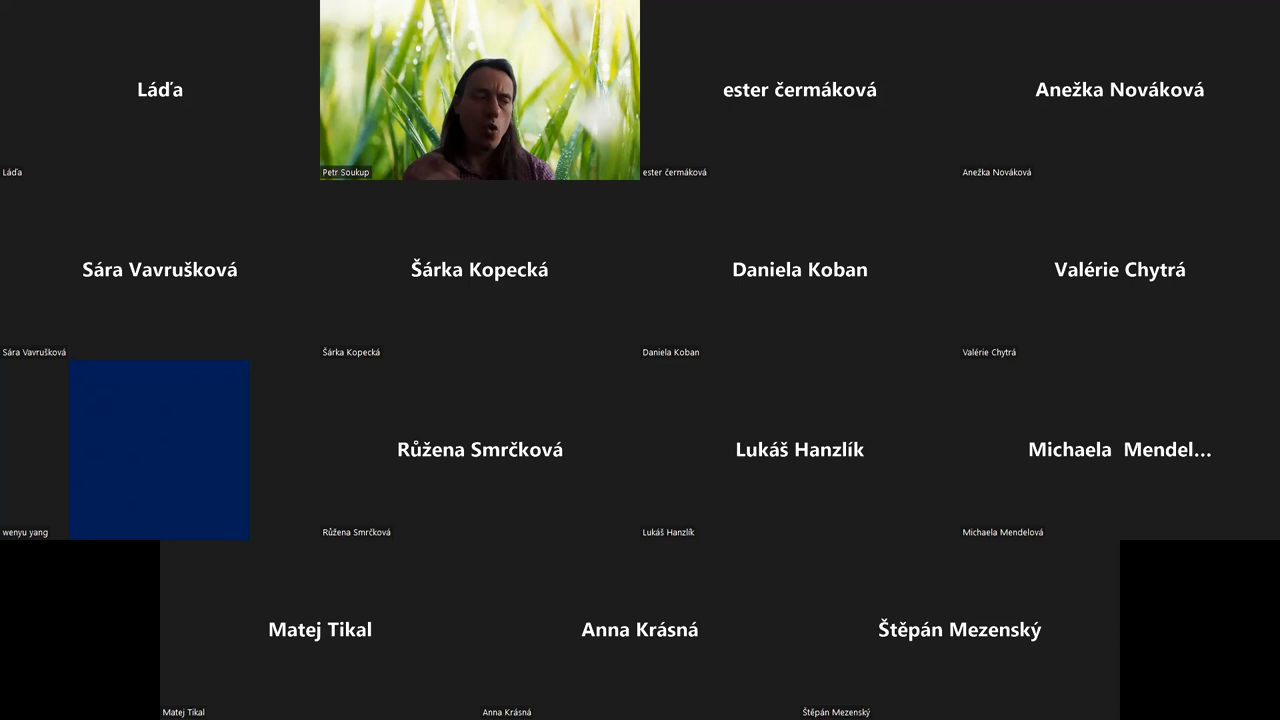 Láďa
Láďa
Petr Soukup
ester čermáková
ester čermáková
Anežka Nováková
Anežka Nováková
Sára Vavrušková
Sára Vavrušková
Šárka Kopecká
Šárka Kopecká
Daniela Koban
Daniela Koban
Valérie Chytrá
Valérie Chytrá
wenyu yang
Růžena Smrčková
Růžena Smrčková
Lukáš Hanzlík
Lukáš Hanzlík
Michaela Mendel...
Michaela Mendelová
Matej Tikal
Matej Tikal
Anna Krásná
Anna Krásná
Štěpán Mezenský
Štěpán Mezenský